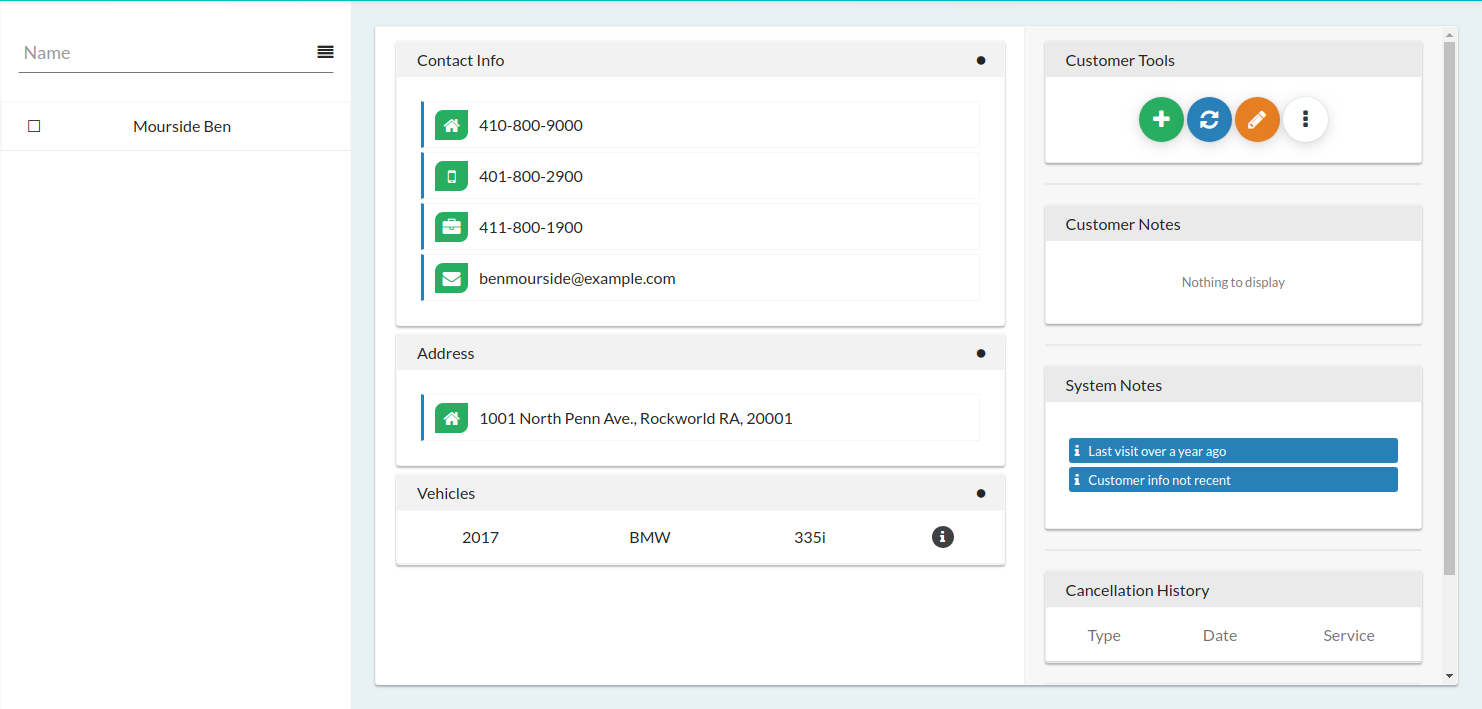 Name
Mourside Ben
Contact Info
410-800-9000
401-800-2900
411-800-1900
benmourside@example.com
Address
1001 North Penn Ave., Rockworld RA, 20001
Vehicles
2017 BMW 335i
Customer Tools
Customer Notes
Nothing to display
System Notes
Last visit over a year ago
Customer info not recent
Cancellation History
Type Date Service